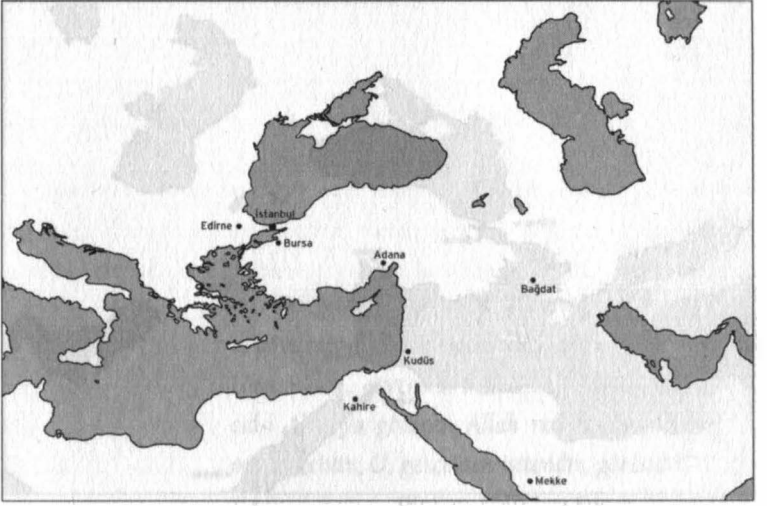 İstanbul
Edirne
Bursa
Adana
Bağdat
Kudüs
Kahire
Mekke